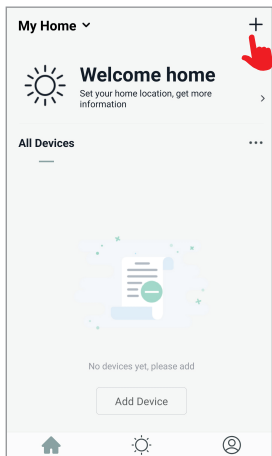 My Home
Welcome home
Set your home location, get more
information
All Devices
No devices yet, please add
Add Device